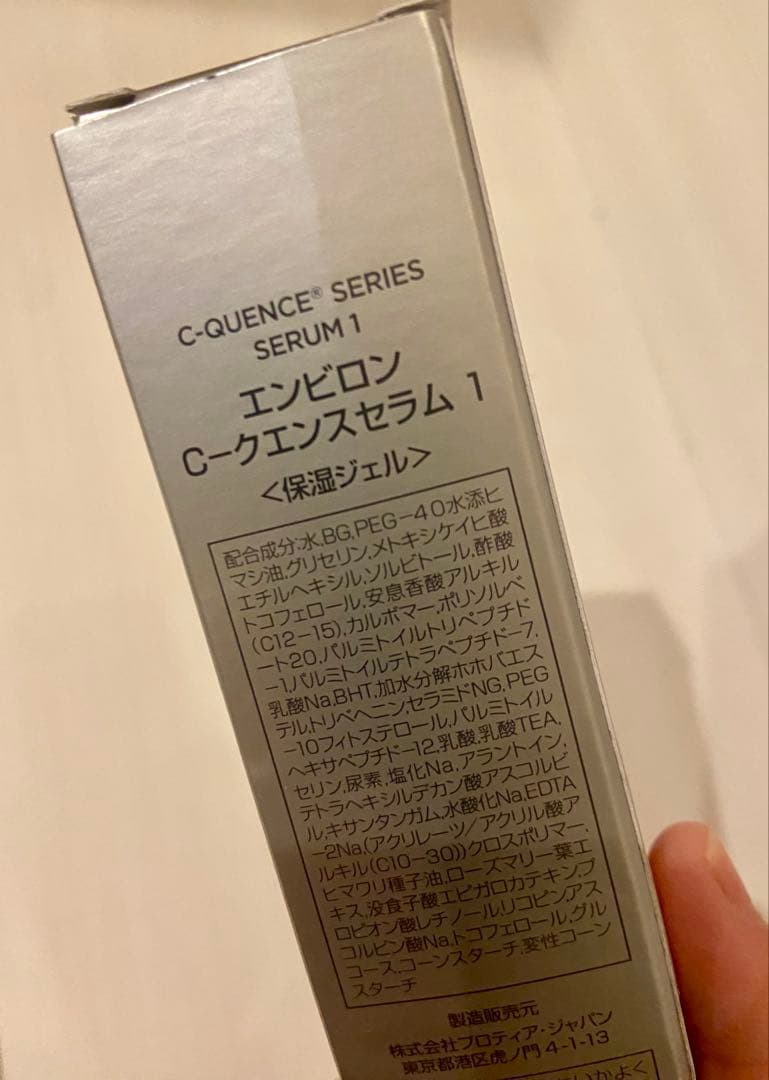 C-QUENCE® SERIES
SERUM 1
エンビロン
C-クエンスセラム 1
<保湿ジェル>
配合成分:水,BG,PEG-40水添ヒ
マシ油,グリセリン,メトキシケイヒ酸
エチルヘキシル,ソルビトール,酢酸
トコフェロール,安息香酸アルキル
(C12-15),カルボマー,ポリソルベ
ート20,パルミトイルトリペプチド
-1,パルミトイルテトラペプチド-7,
乳酸Na,BHT,加水分解ホホバエス
テル,トリベヘニン,セラミドNG,PEG
-10フィトステロール,パルミトイル
ヘキサペプチド-12,乳酸,乳酸TEA,
セリン,尿素,塩化Na,アラントイン,
テトラヘキシルデカン酸アスコルビ
ル,キサンタンガム,水酸化Na,EDTA
-2Na,(アクリレーツ/アクリル酸ア
ルキル(C10-30))クロスポリマー,
ヒマワリ種子油,ローズマリー葉エ
キス,没食子酸エピガロカテキン,プ
ロピオン酸レチノール,リコピン,アス
コルビン酸Na,トコフェロール,グル
コース,コーンスターチ,変性コーン
スターチ
製造販売元
株式会社プロティア・ジャパン
東京都港区虎ノ門 4-1-13
いかよく